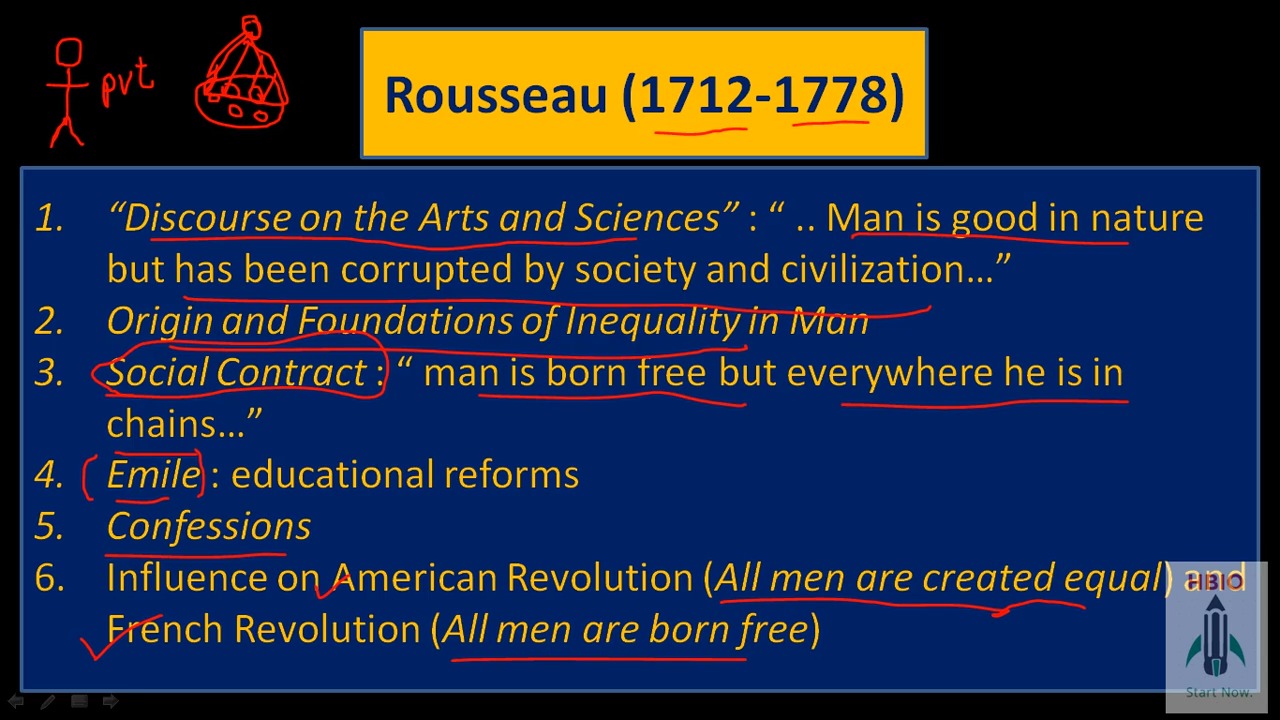 pvt
Rousseau (1712-1778)
1. “Discourse on the Arts and Sciences” : “ .. Man is good in nature
but has been corrupted by society and civilization…”
2. Origin and Foundations of Inequality in Man
3. Social Contract : “ man is born free but everywhere he is in
chains…”
4. Emile : educational reforms
5. Confessions
6. Influence on American Revolution (All men are created equal) and
French Revolution (All men are born free)
HBIO
Start Now.